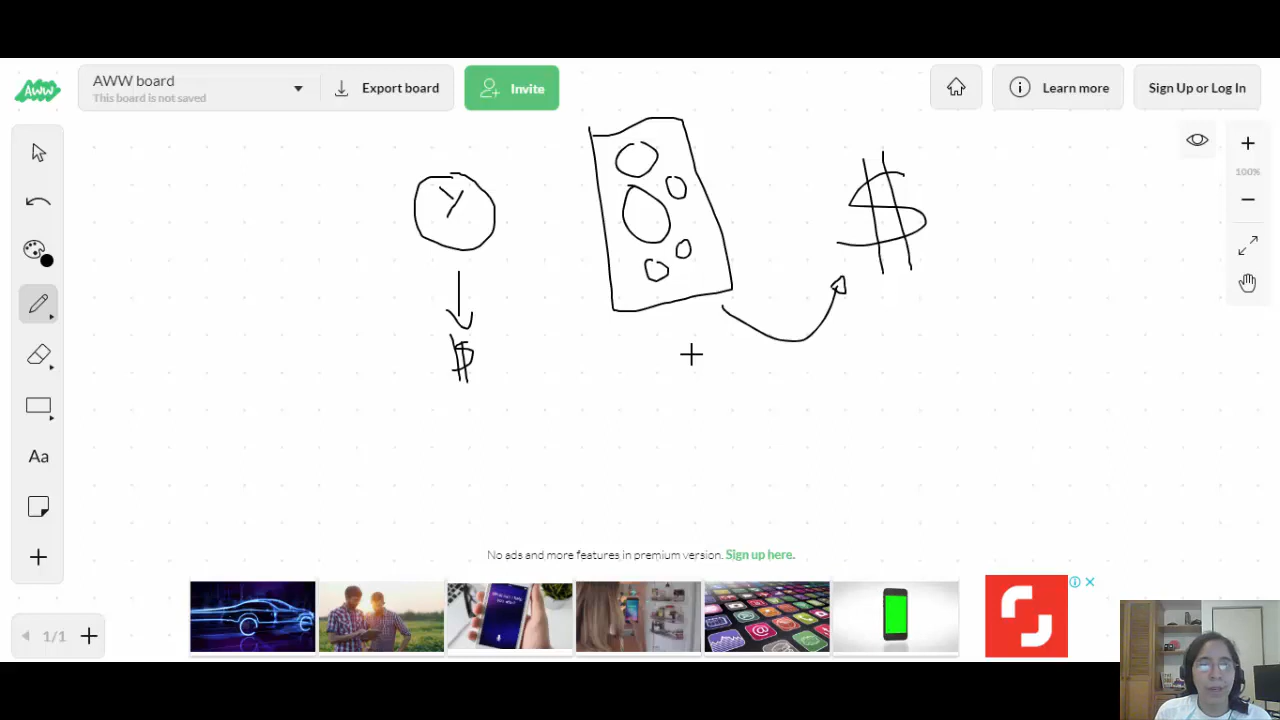 AWW
AWW board
This board is not saved
Export board
Invite
Learn more
Sign Up or Log In
100%
$
$
Aa
No ads and more features in premium version. Sign up here.
1/1